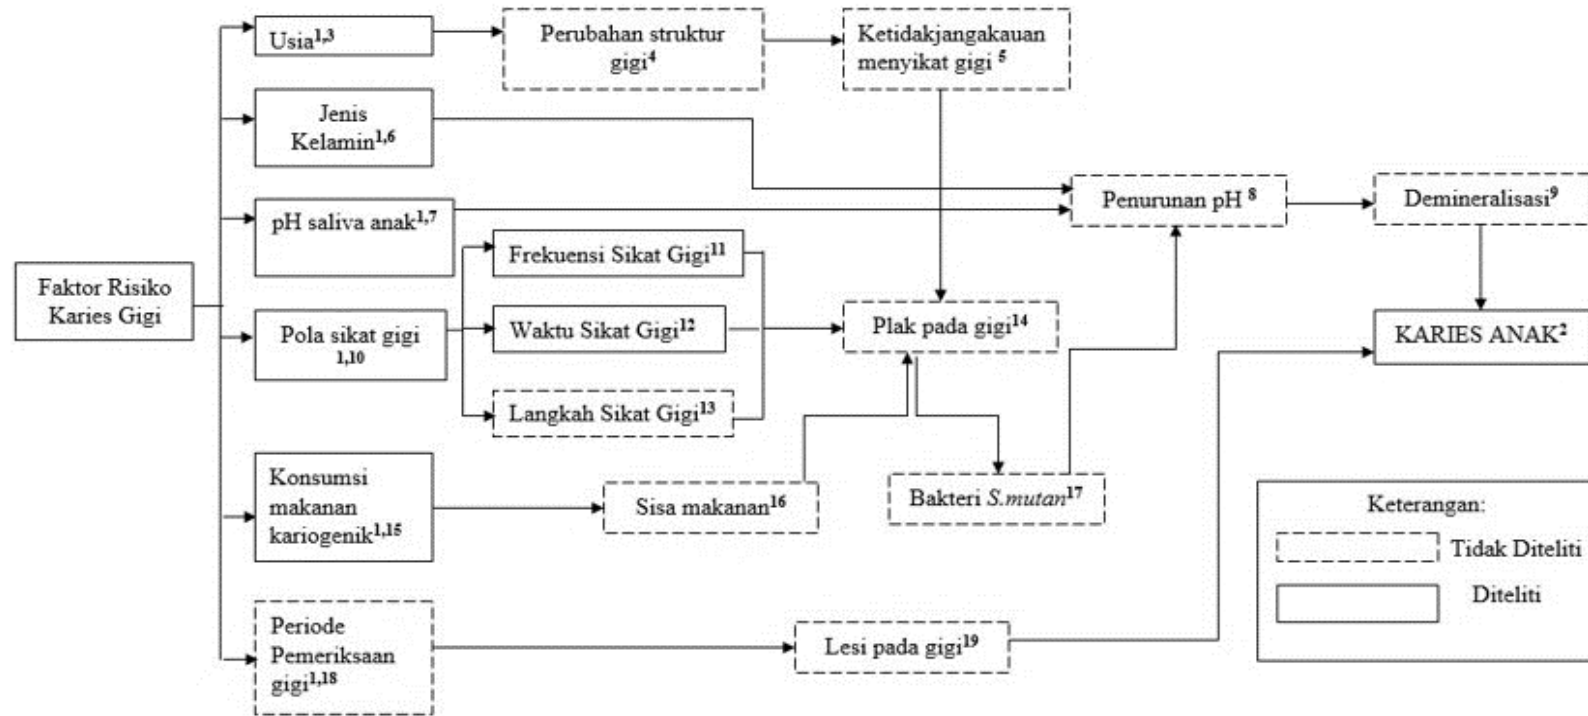 Usia1,3
Perubahan struktur
gigi4
Ketidakjangakauan
menyikat gigi 5
Jenis
Kelamin1,6
pH saliva anak1,7
Penurunan pH 8
Demineralisasi9
Faktor Risiko
Karies Gigi
Pola sikat gigi
1,10
Frekuensi Sikat Gigi11
Waktu Sikat Gigi12
Langkah Sikat Gigi13
Plak pada gigi14
KARIES ANAK2
Konsumsi
makanan
kariogenik1,15
Sisa makanan16
Bakteri S.mutan17
Periode
Pemeriksaan
gigi1,18
Lesi pada gigi19
Keterangan:
Tidak Diteliti
Diteliti